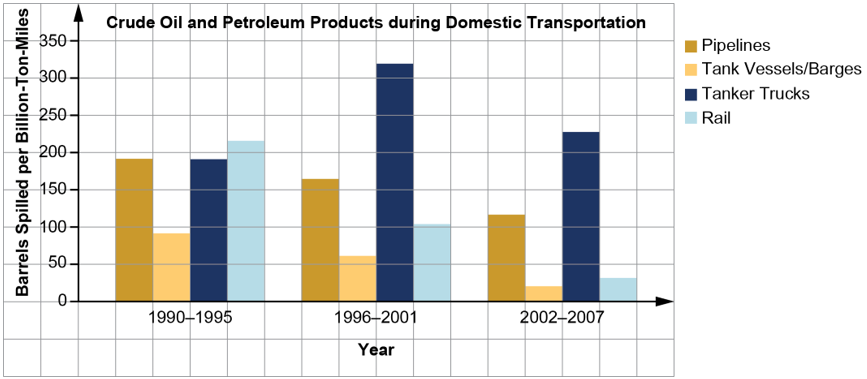 Crude Oil and Petroleum Products during Domestic Transportation
Barrels Spilled per Billion-Ton-Miles
350
300
250
200
150
100
50
0
1990–1995
1996–2001
2002–2007
Year
Pipelines
Tank Vessels/Barges
Tanker Trucks
Rail